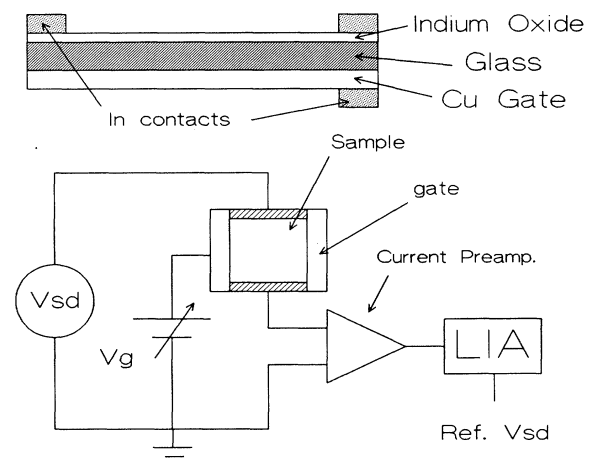 Indium Oxide
Glass
Cu Gate
In contacts
Sample
gate
Current Preamp.
Vsd
Vg
LIA
Ref. Vsd